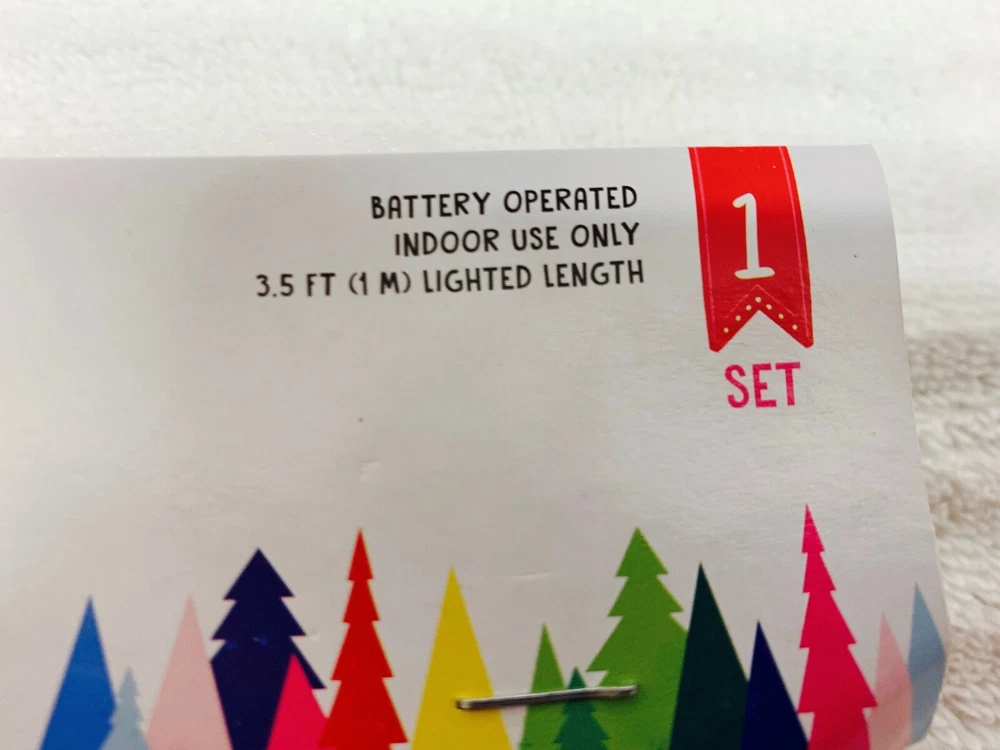 BATTERY OPERATED
INDOOR USE ONLY
3.5 FT (1 M) LIGHTED LENGTH
1
SET